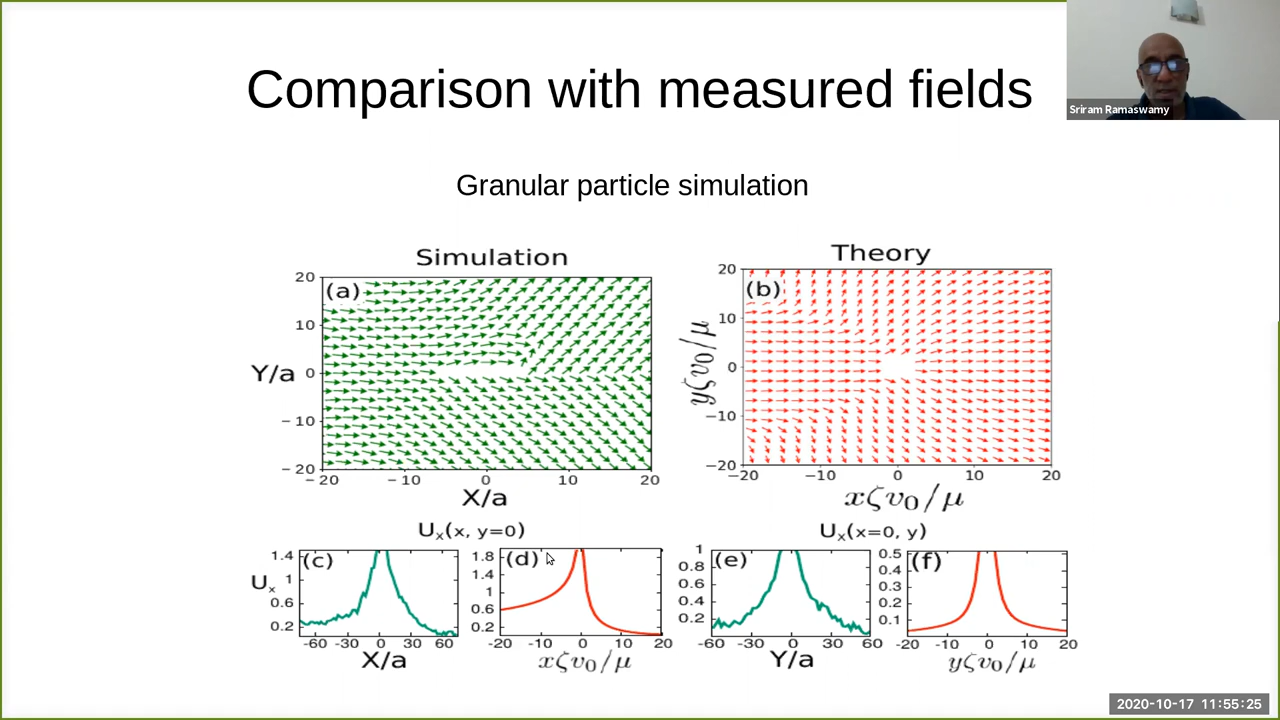 Comparison with measured fields
Sriram Ramaswamy
Granular particle simulation
Simulation
Theory
(a)
20
10
0
−10
−20
Y/a
−20 −10 0 10 20
X/a
(b)
20
10
0
−10
−20
yζv₀/μ
−20 −10 0 10 20
xζv₀/μ
Uₓ(x, y=0)
Uₓ(x=0, y)
(c)
1.4
1
0.6
0.2
Uₓ
-60 -30 0 30 60
X/a
(d)
1.8
1.4
1
0.6
0.2
-20 -10 0 10 20
xζv₀/μ
(e)
1
0.8
0.6
0.4
0.2
-60 -30 0 30 60
Y/a
(f)
0.5
0.4
0.3
0.2
0.1
-20 -10 0 10 20
yζv₀/μ
2020-10-17 11:55:25